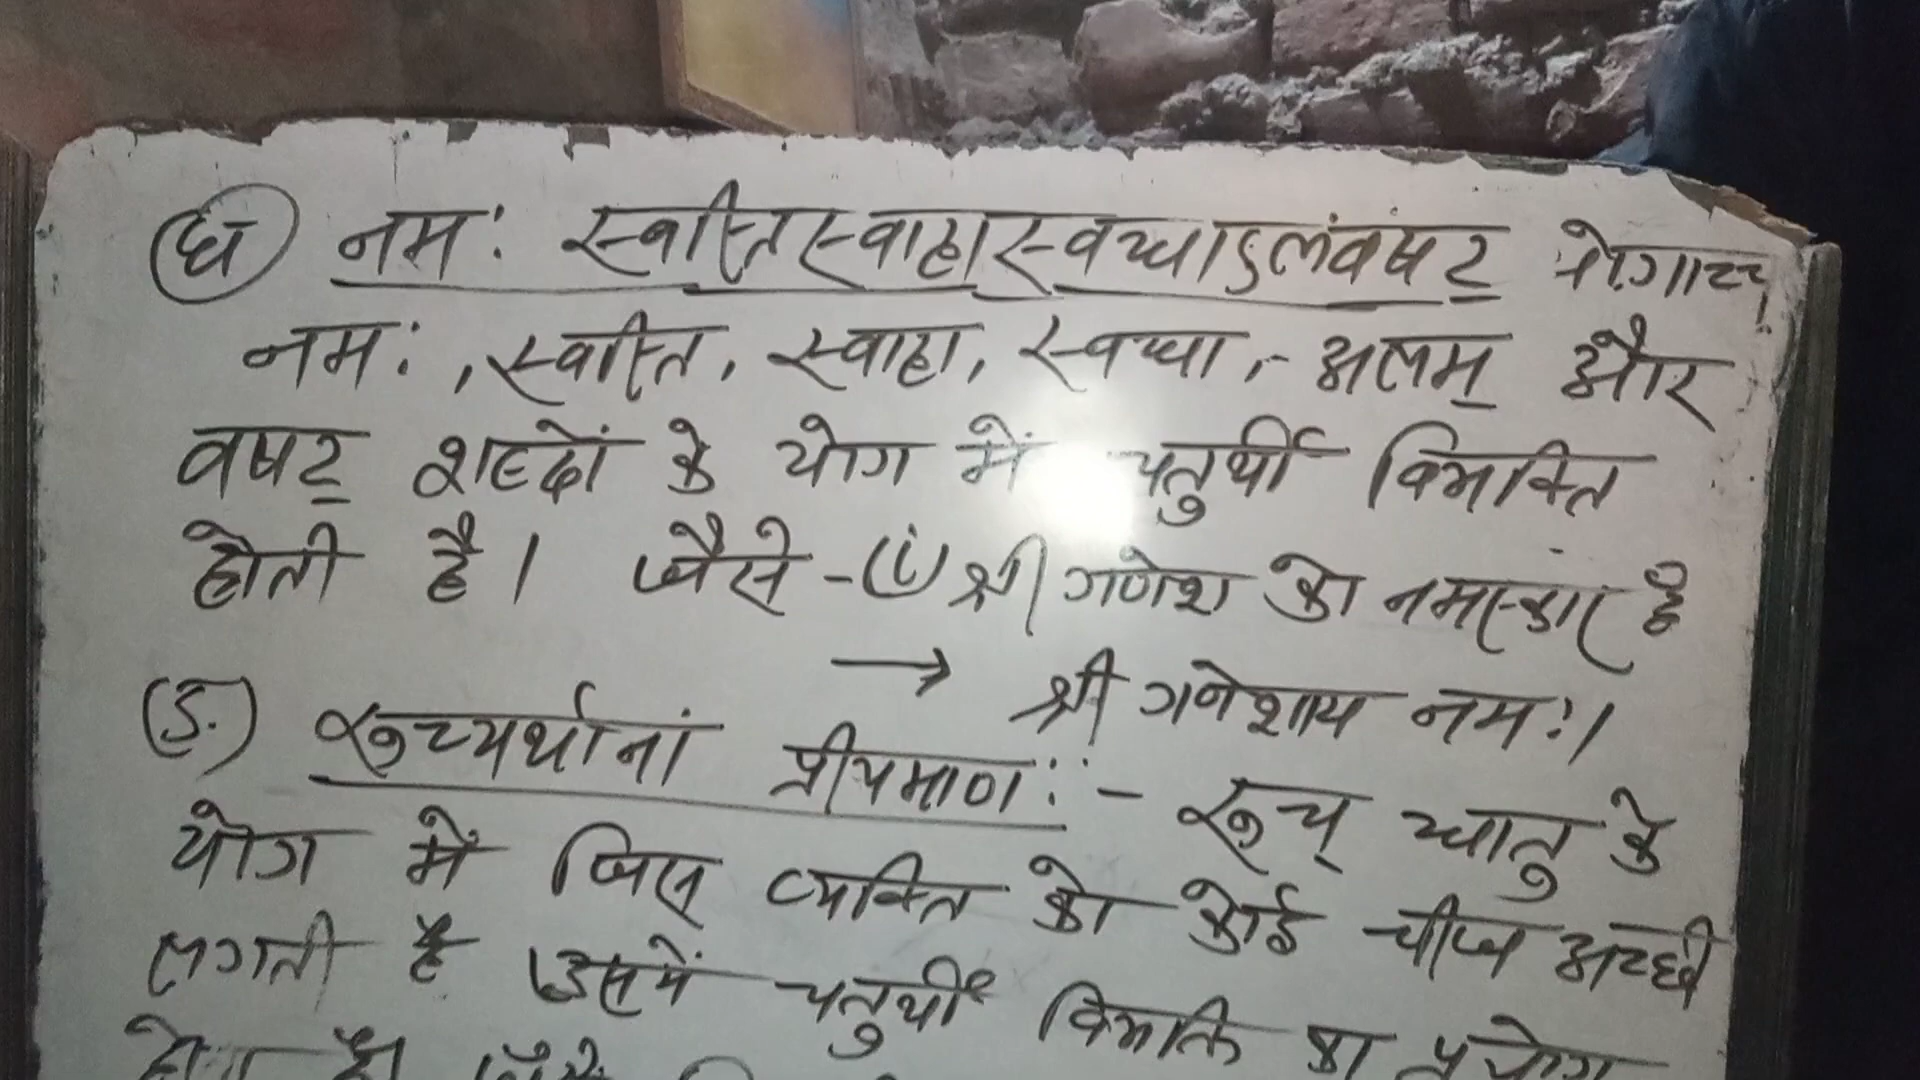 (घ) नमः स्वस्तिस्वाहास्वधाऽलंवषट् योगाच्च
नमः, स्वस्ति, स्वाहा, स्वधा, अलम् और
वषट् शब्दों के योग में चतुर्थी विभक्ति
होती है। जैसे -(i) श्री गणेश को नमस्कार है
→ श्री गनेशाय नमः।
(ङ) रुच्यर्थानां प्रीयमाणः :- रुच् धातु के
योग में जिस व्यक्ति को कोई चीज अच्छी
लगती है उसमें चतुर्थी विभक्ति का प्रयोग